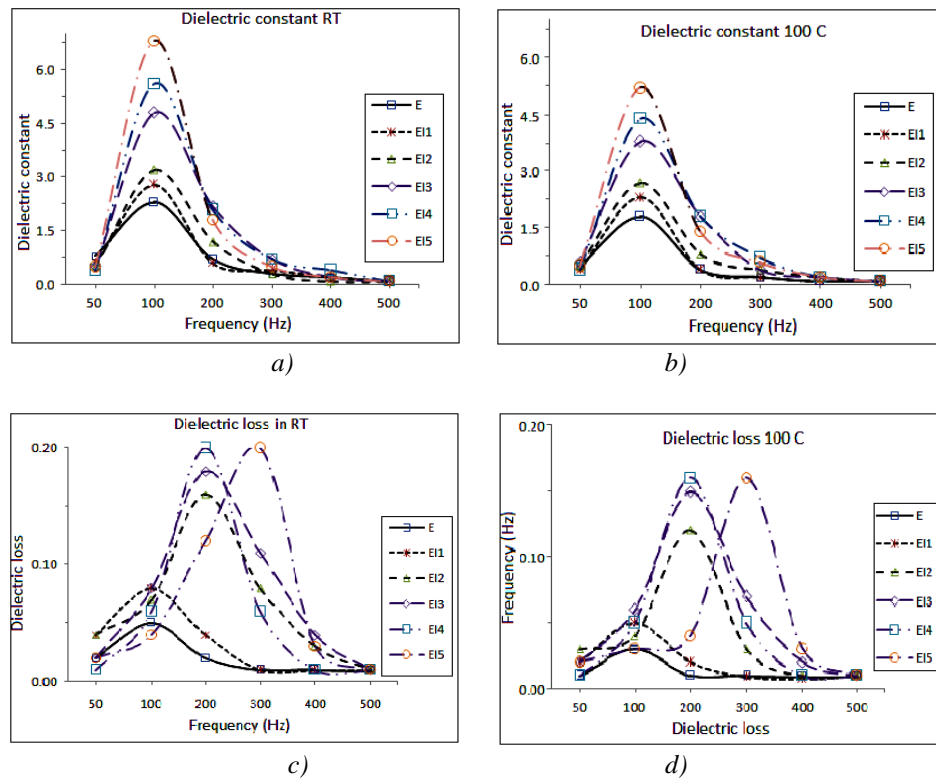 Dielectric constant RT
Dielectric constant
6.0
4.5
3.0
1.5
0.0
50 100 200 300 400 500
Frequency (Hz)
E
EI1
EI2
EI3
EI4
EI5
a)
Dielectric constant 100 C
Dielectric constant
6.0
4.5
3.0
1.5
0.0
50 100 200 300 400 500
Frequency (Hz)
E
EI1
EI2
EI3
EI4
EI5
b)
Dielectric loss in RT
Dielectric loss
0.20
0.10
0.00
50 100 200 300 400 500
Frequency (Hz)
E
EI1
EI2
EI3
EI4
EI5
c)
Dielectric loss 100 C
Frequency (Hz)
0.20
0.10
0.00
50 100 200 300 400 500
Dielectric loss
E
EI1
EI2
EI3
EI4
EI5
d)